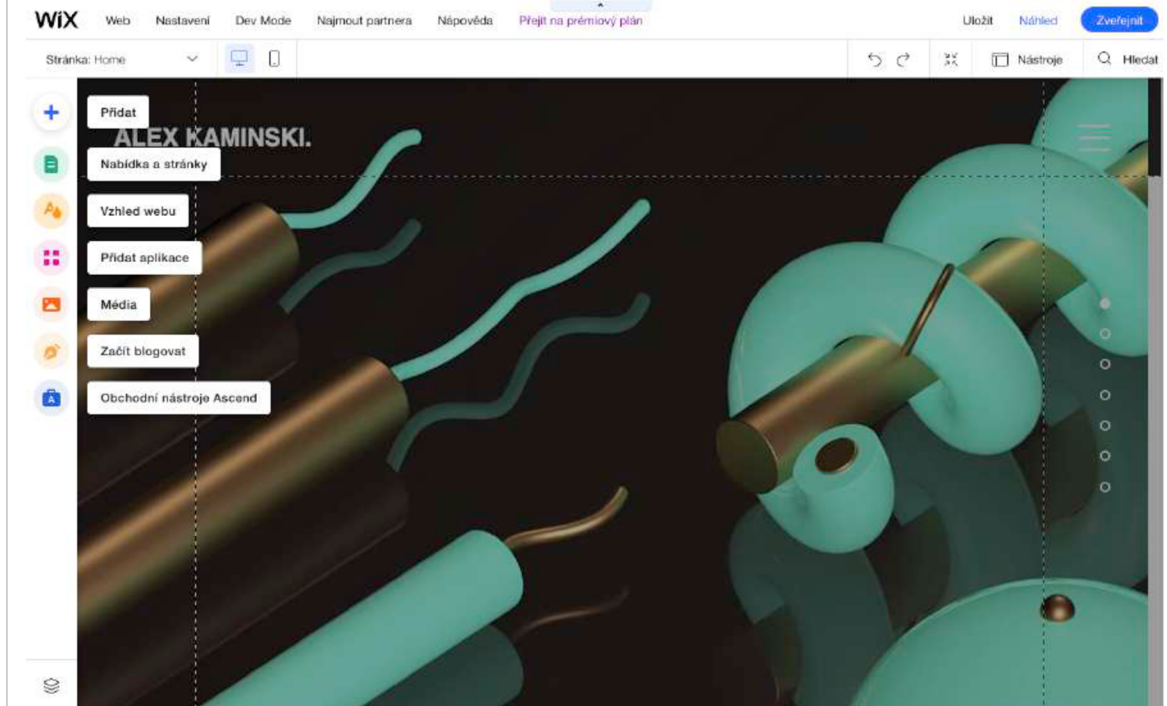 WiX Web Nastavení Dev Mode Najmout partnera Nápověda Přejít na prémiový plán Uložit Náhled Zveřejnit
Stránka: Home Nástroje Hledat
Přidat
ALEX KAMINSKI.
Nabídka a stránky
Vzhled webu
Přidat aplikace
Média
Začít blogovat
Obchodní nástroje Ascend